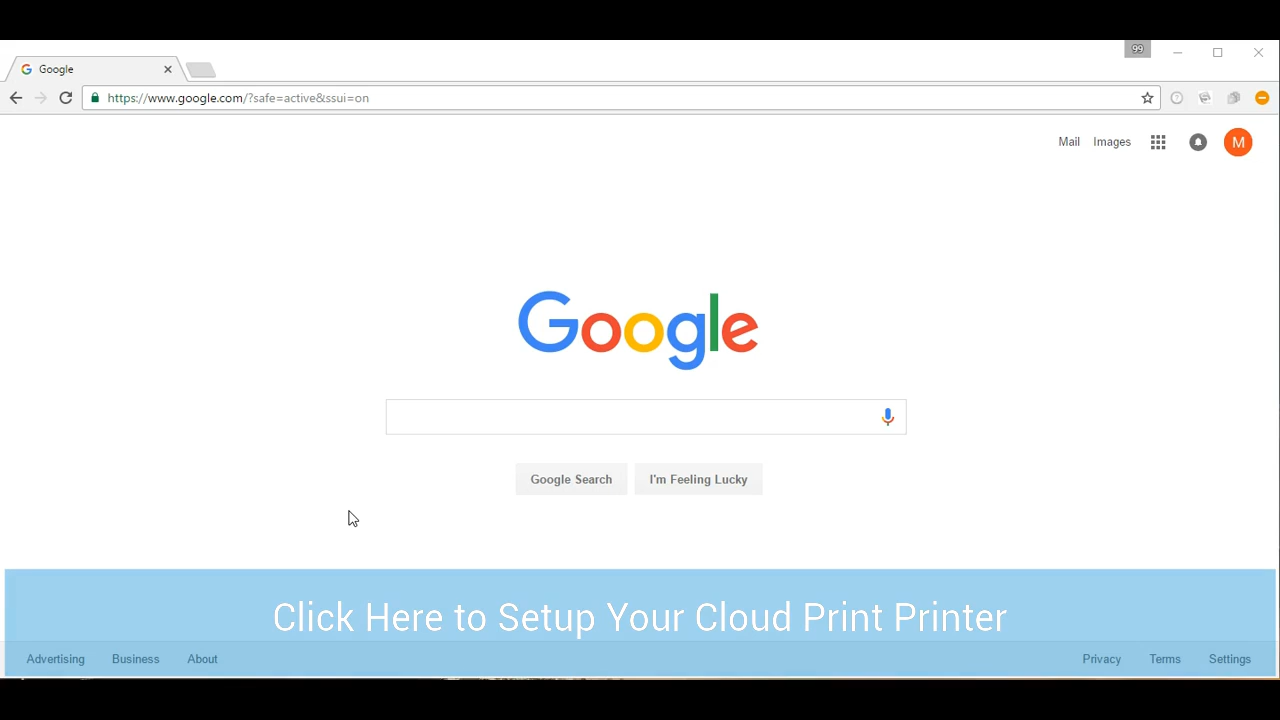 99
Google
https://www.google.com/?safe=active&ssui=on
Mail Images M
Google
Google Search I'm Feeling Lucky
Click Here to Setup Your Cloud Print Printer
Advertising Business About Privacy Terms Settings